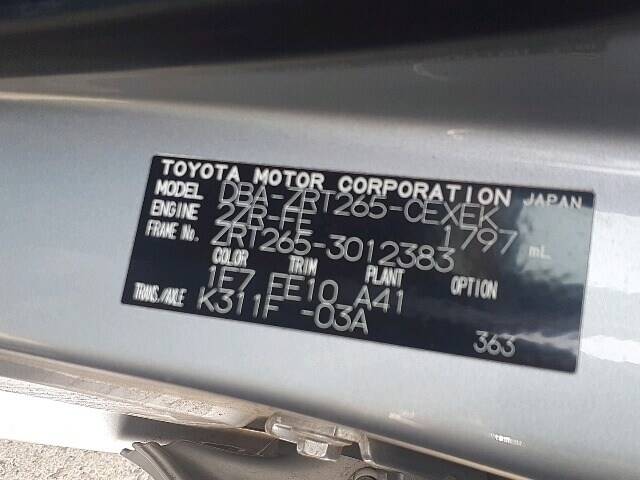 TOYOTA MOTOR CORPORATION JAPAN
MODEL DBA-ZRT265-CEXEK
ENGINE 2ZR-FE 1797 mL
FRAME No. ZRT265-3012383
COLOR TRIM PLANT OPTION
1F7 FE10 A41
TRANS./AXLE K311F -03A
363